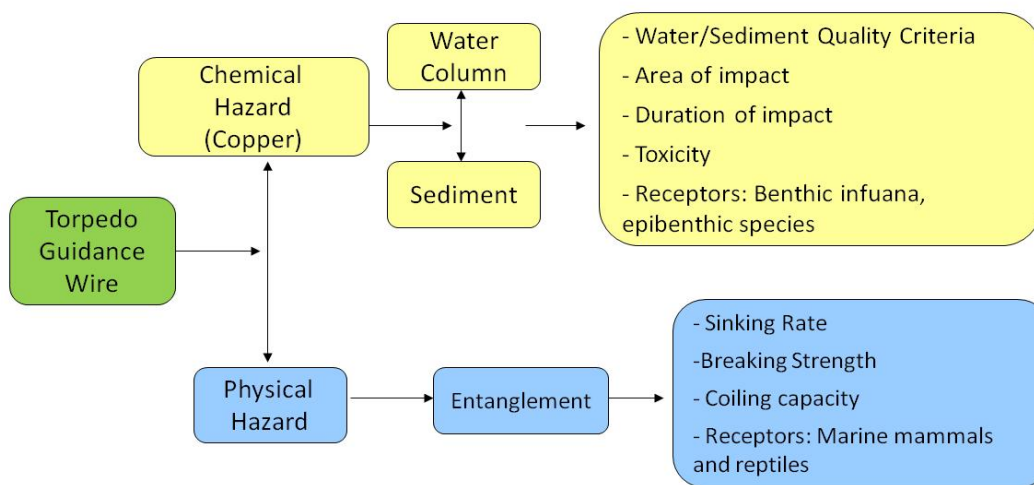 Torpedo
Guidance
Wire
Chemical
Hazard
(Copper)
Water
Column
Sediment
- Water/Sediment Quality Criteria
- Area of impact
- Duration of impact
- Toxicity
- Receptors: Benthic infuana,
epibenthic species
Physical
Hazard
Entanglement
- Sinking Rate
-Breaking Strength
- Coiling capacity
- Receptors: Marine mammals
and reptiles